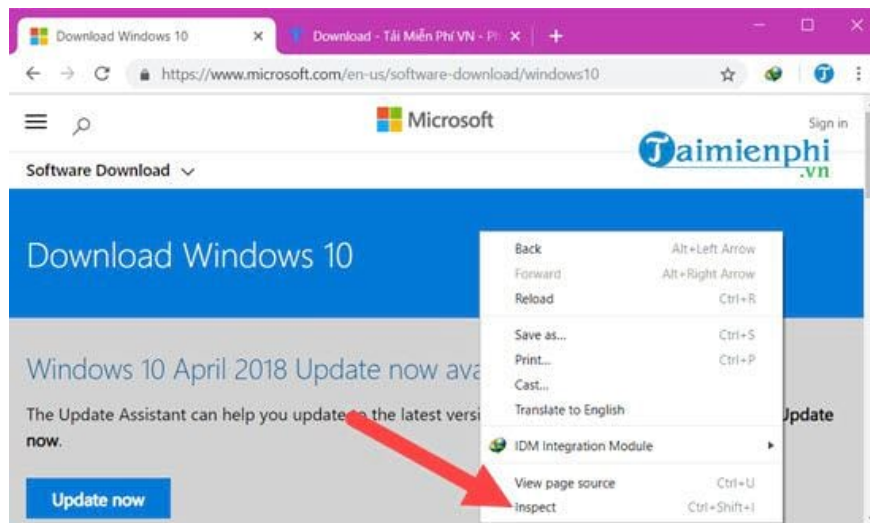 Download Windows 10
Download - Tải Miễn Phí VN - Ph
https://www.microsoft.com/en-us/software-download/windows10
Microsoft
Sign in
Taimienphi
.vn
Software Download
Download Windows 10
Back Alt+Left Arrow
Forward Alt+Right Arrow
Reload Ctrl+R
Save as... Ctrl+S
Print... Ctrl+P
Cast...
Translate to English
IDM Integration Module
View page source Ctrl+U
Inspect Ctrl+Shift+I
Windows 10 April 2018 Update now ava
The Update Assistant can help you update to the latest versi Update
now.
Update now